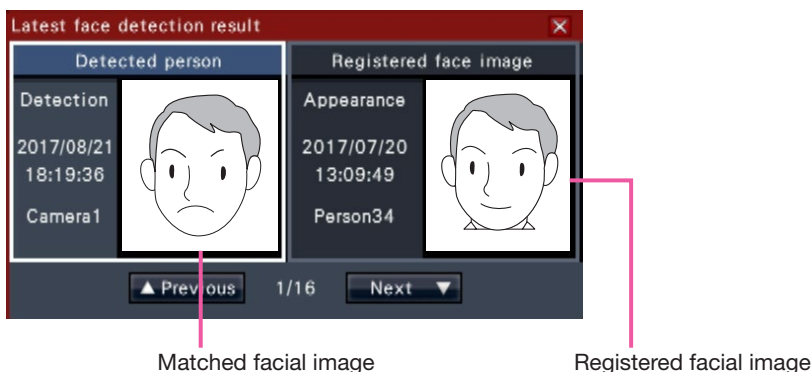 Latest face detection result
Detected person
Registered face image
Detection
2017/08/21
18:19:36
Camera1
Appearance
2017/07/20
13:09:49
Person34
▲ Previous 1/16 Next ▼
Matched facial image
Registered facial image